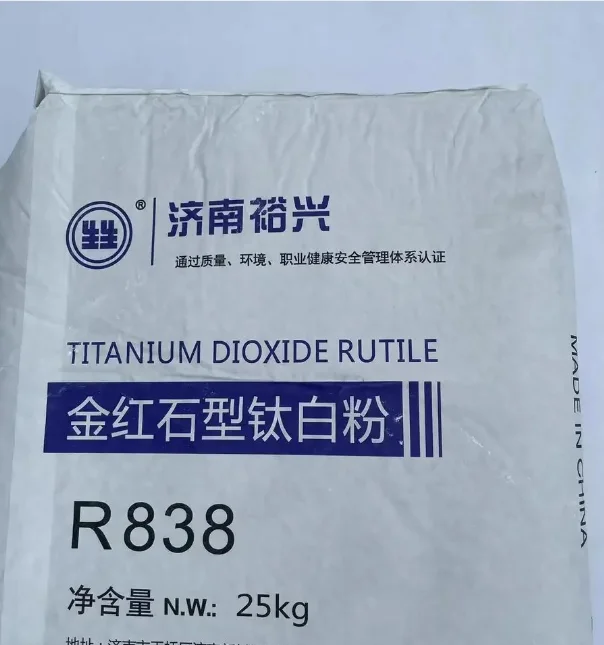 ® 济南裕兴
通过质量、环境、职业健康安全管理体系认证
TITANIUM DIOXIDE RUTILE
金红石型钛白粉
R838
净含量 N.W.: 25kg
MADE IN CHINA